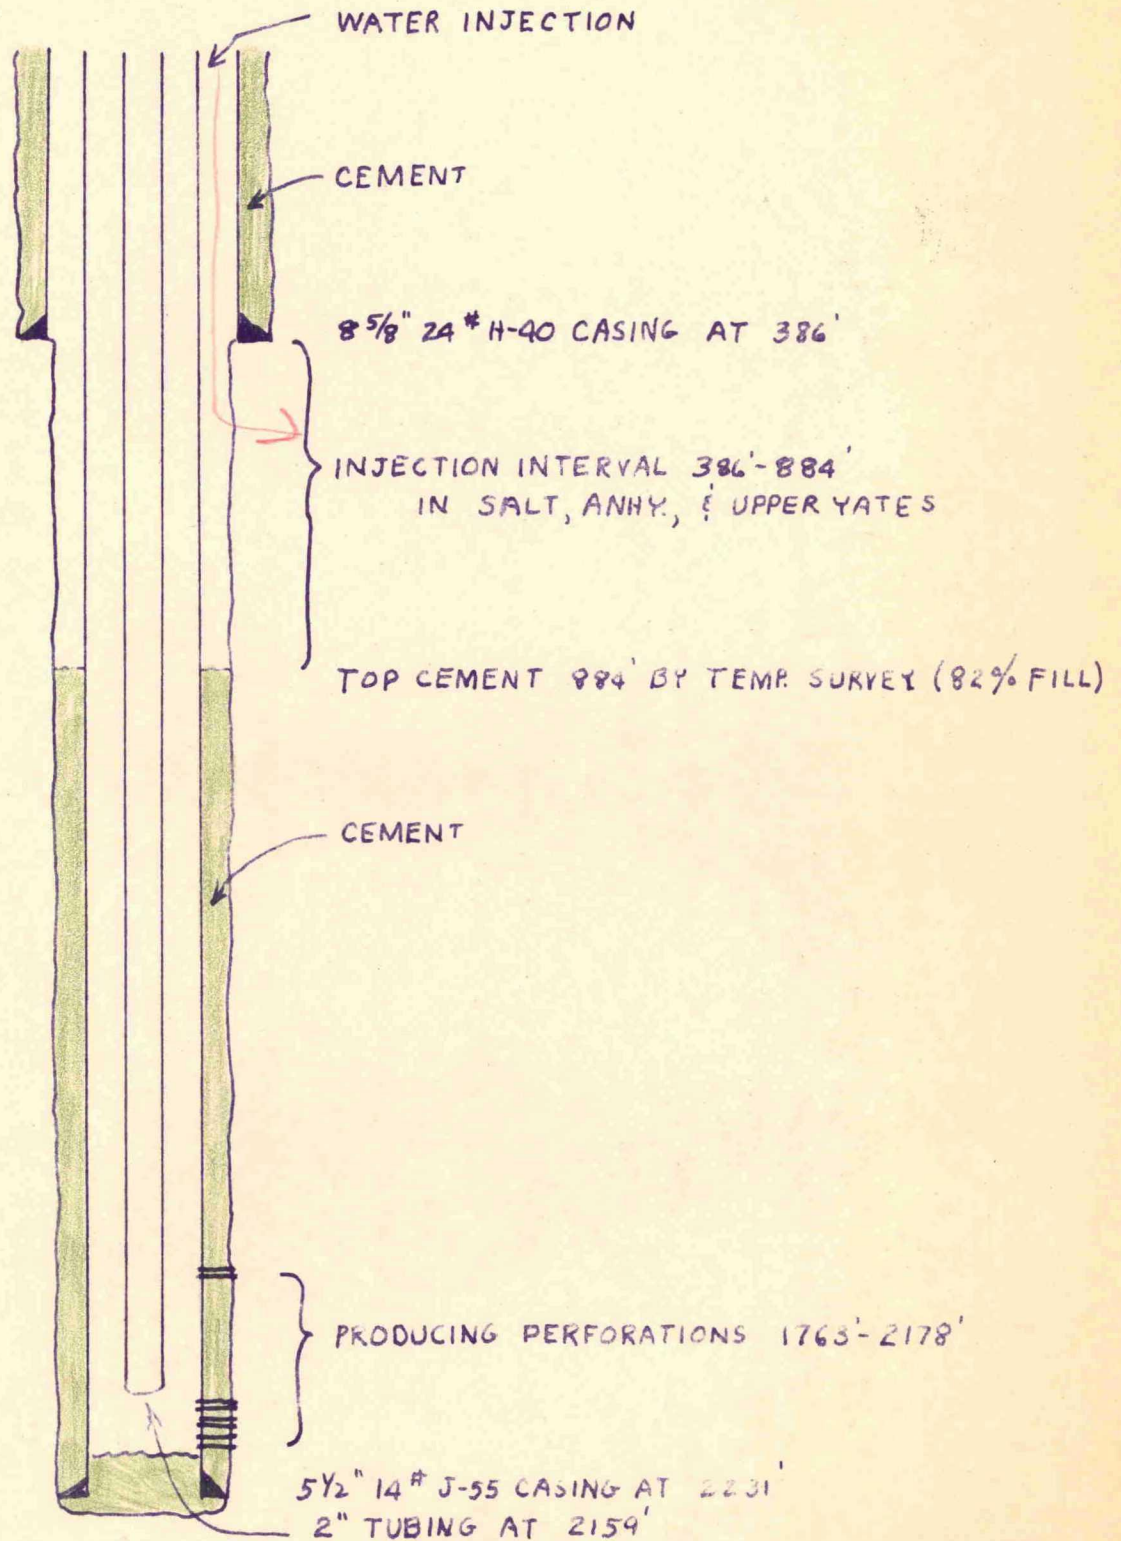 WATER INJECTION
CEMENT
8 5/8" 24# H-40 CASING AT 386'
INJECTION INTERVAL 386'-884'
IN SALT, ANHY., & UPPER YATES
TOP CEMENT 884' BY TEMP. SURVEY (82% FILL)
CEMENT
PRODUCING PERFORATIONS 1763'-2178'
5 1/2" 14# J-55 CASING AT 2231'
2" TUBING AT 2159'